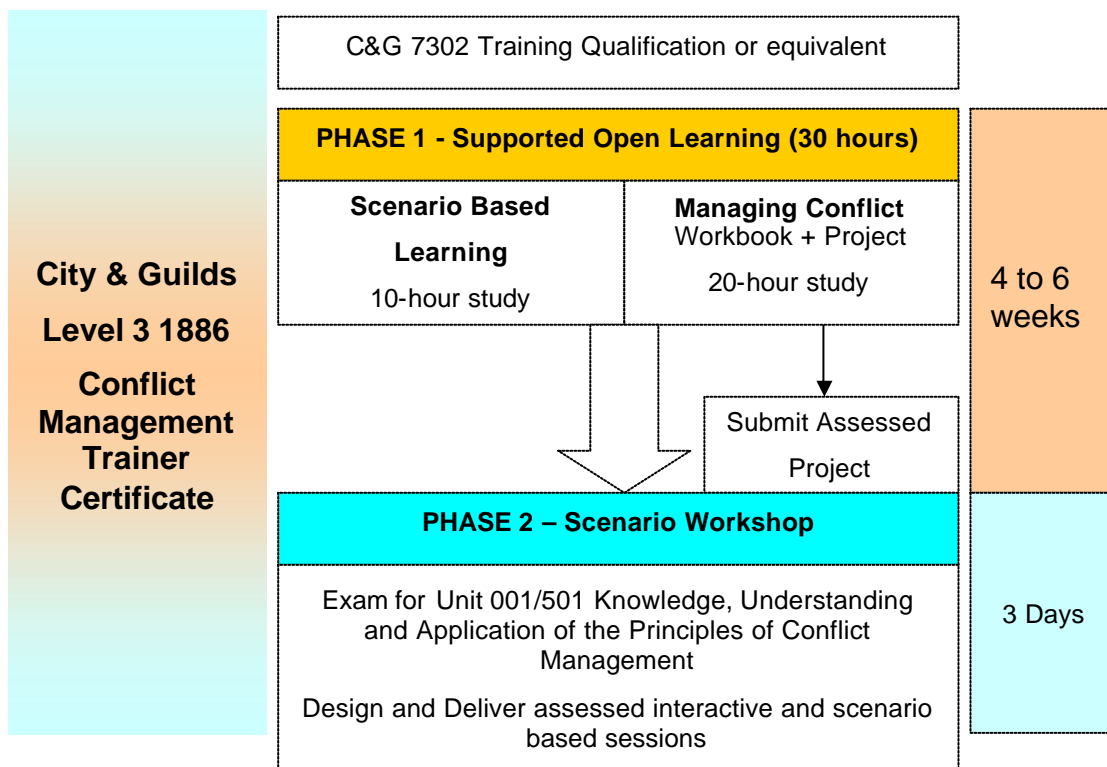 C&G 7302 Training Qualification or equivalent
PHASE 1 - Supported Open Learning (30 hours)
Scenario Based
Learning
10-hour study
Managing Conflict
Workbook + Project
20-hour study
City & Guilds
Level 3 1886
Conflict
Management
Trainer
Certificate
4 to 6
weeks
Submit Assessed
Project
PHASE 2 – Scenario Workshop
Exam for Unit 001/501 Knowledge, Understanding
and Application of the Principles of Conflict
Management
Design and Deliver assessed interactive and scenario
based sessions
3 Days